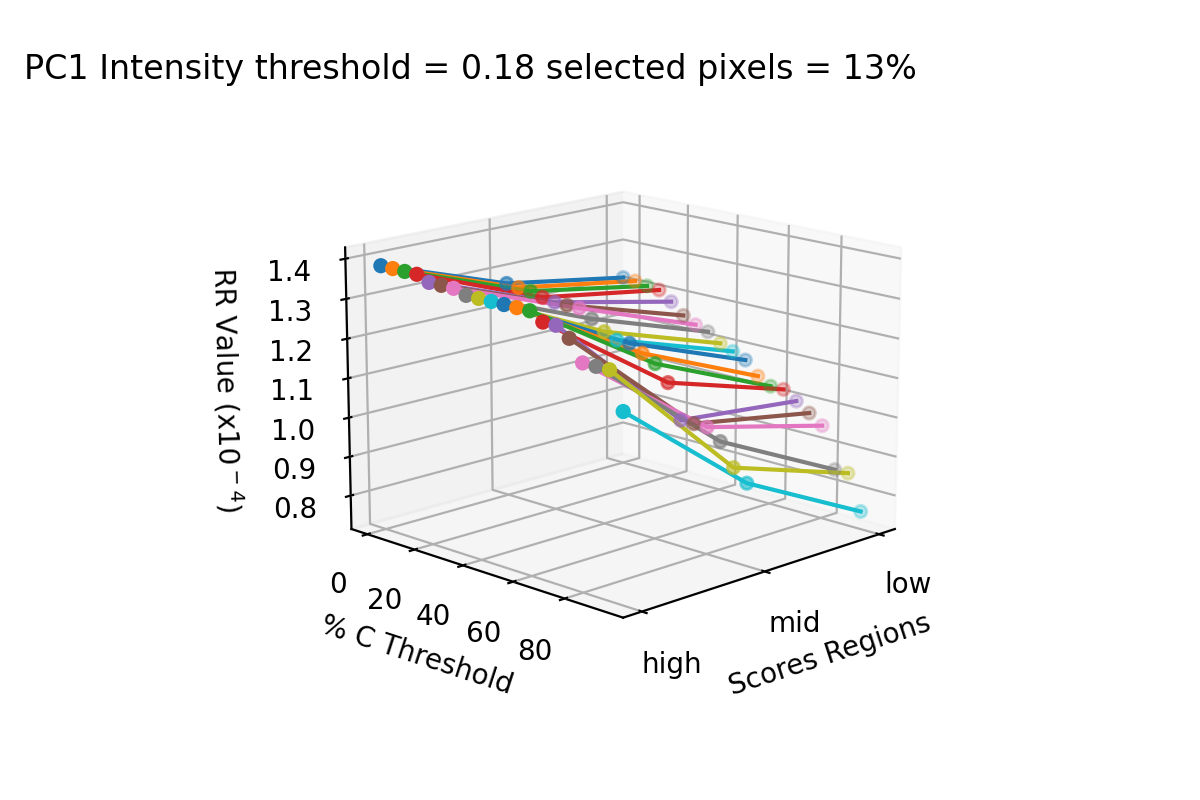 PC1 Intensity threshold = 0.18 selected pixels = 13%
RR Value (x10⁻⁴)
1.4
1.3
1.2
1.1
1.0
0.9
0.8
0
20
40
60
80
% C Threshold
high
mid
low
Scores Regions